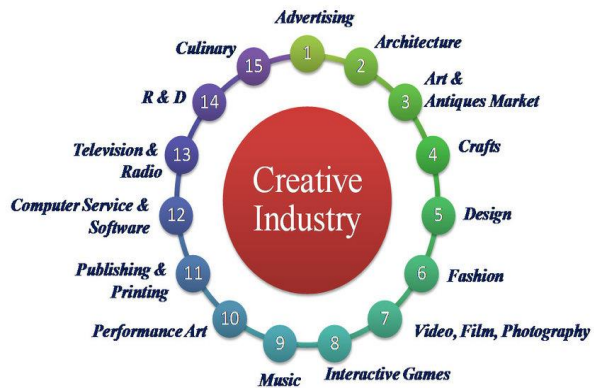 Creative
Industry
1
Advertising
2
Architecture
3
Art &
Antiques Market
4
Crafts
5
Design
6
Fashion
7
Video, Film, Photography
8
Interactive Games
9
Music
10
Performance Art
11
Publishing &
Printing
12
Computer Service &
Software
13
Television &
Radio
14
R & D
15
Culinary